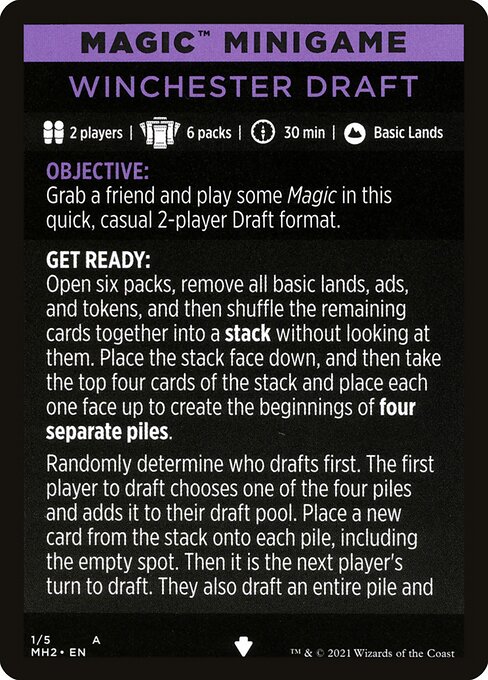 MAGIC™ MINIGAME
WINCHESTER DRAFT
2 players | 6 packs | 30 min | Basic Lands
OBJECTIVE:
Grab a friend and play some Magic in this
quick, casual 2-player Draft format.
GET READY:
Open six packs, remove all basic lands, ads,
and tokens, and then shuffle the remaining
cards together into a stack without looking at
them. Place the stack face down, and then take
the top four cards of the stack and place each
one face up to create the beginnings of four
separate piles.
Randomly determine who drafts first. The first
player to draft chooses one of the four piles
and adds it to their draft pool. Place a new
card from the stack onto each pile, including
the empty spot. Then it is the next player's
turn to draft. They also draft an entire pile and
1/5 A
MH2 • EN
™ & © 2021 Wizards of the Coast